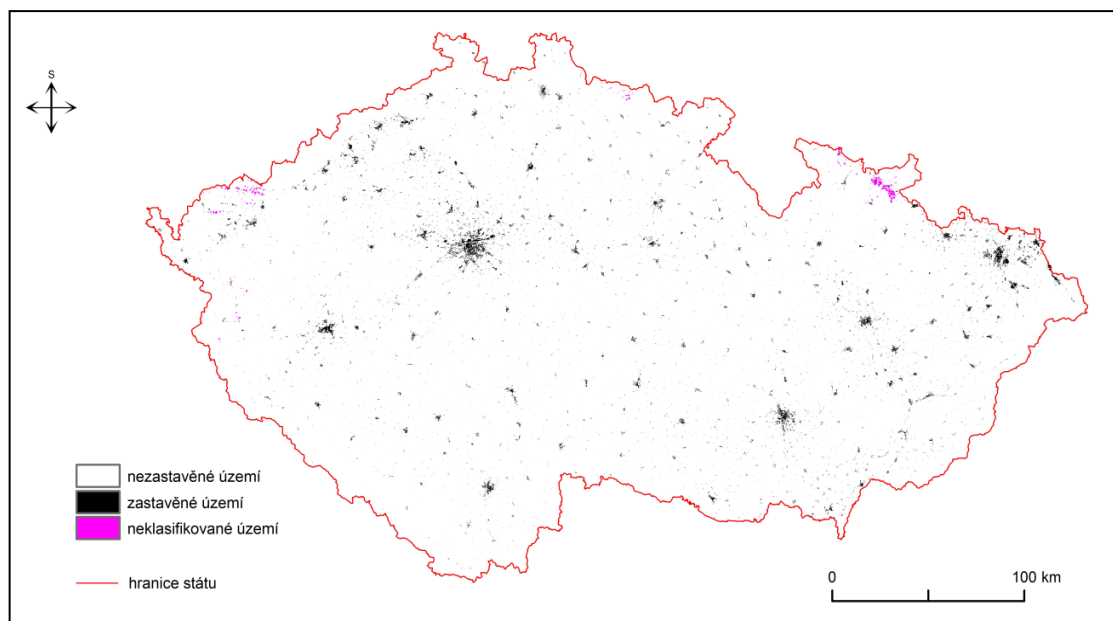 S
nezastavěné území
zastavěné území
neklasifikované území
hranice státu
0 100 km